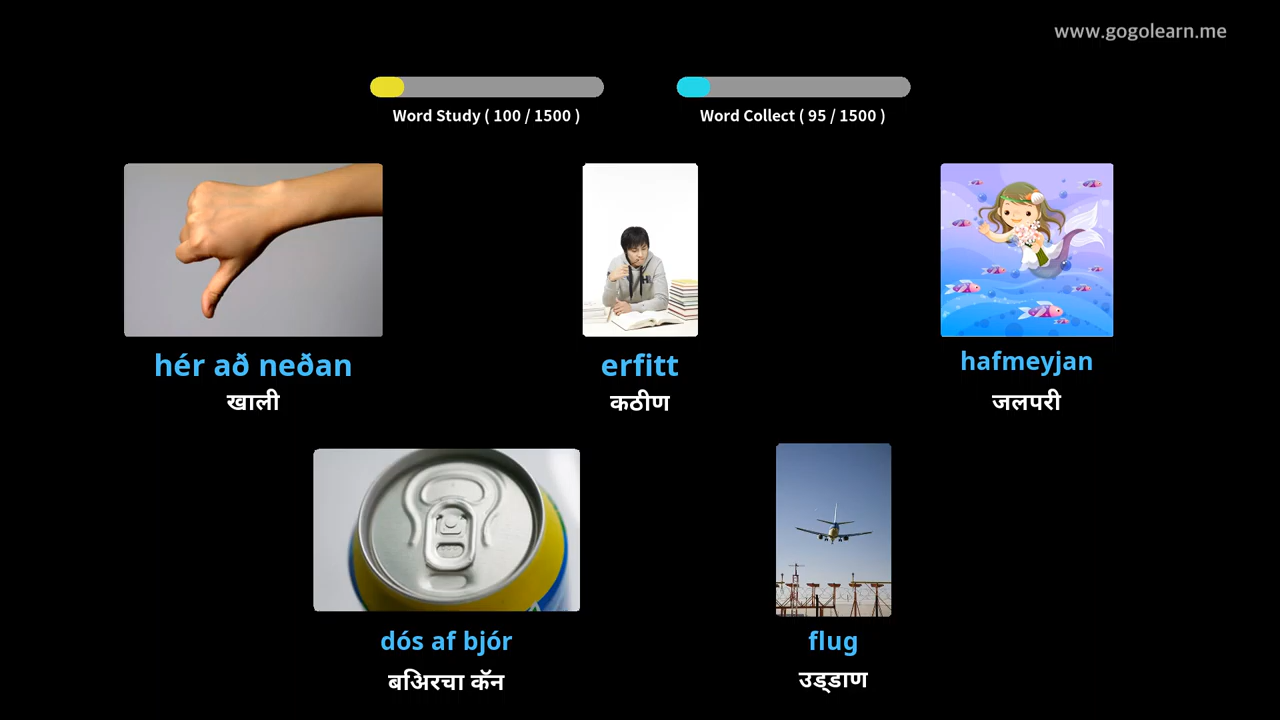 www.gogolearn.me
Word Study ( 100 / 1500 )
Word Collect ( 95 / 1500 )
hér að neðan
खाली
erfitt
कठीण
hafmeyjan
जलपरी
dós af bjór
बिअरचा कॅन
flug
उड्डाण